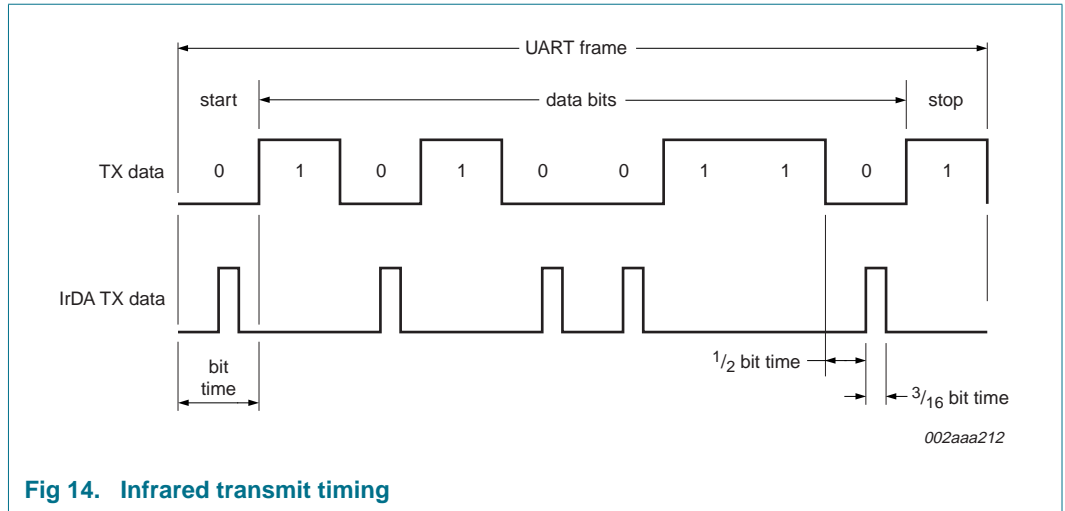 UART frame
start data bits stop
TX data 0 1 0 1 0 0 1 1 0 1
IrDA TX data
bit
time
1/2 bit time
3/16 bit time
002aaa212
Fig 14. Infrared transmit timing